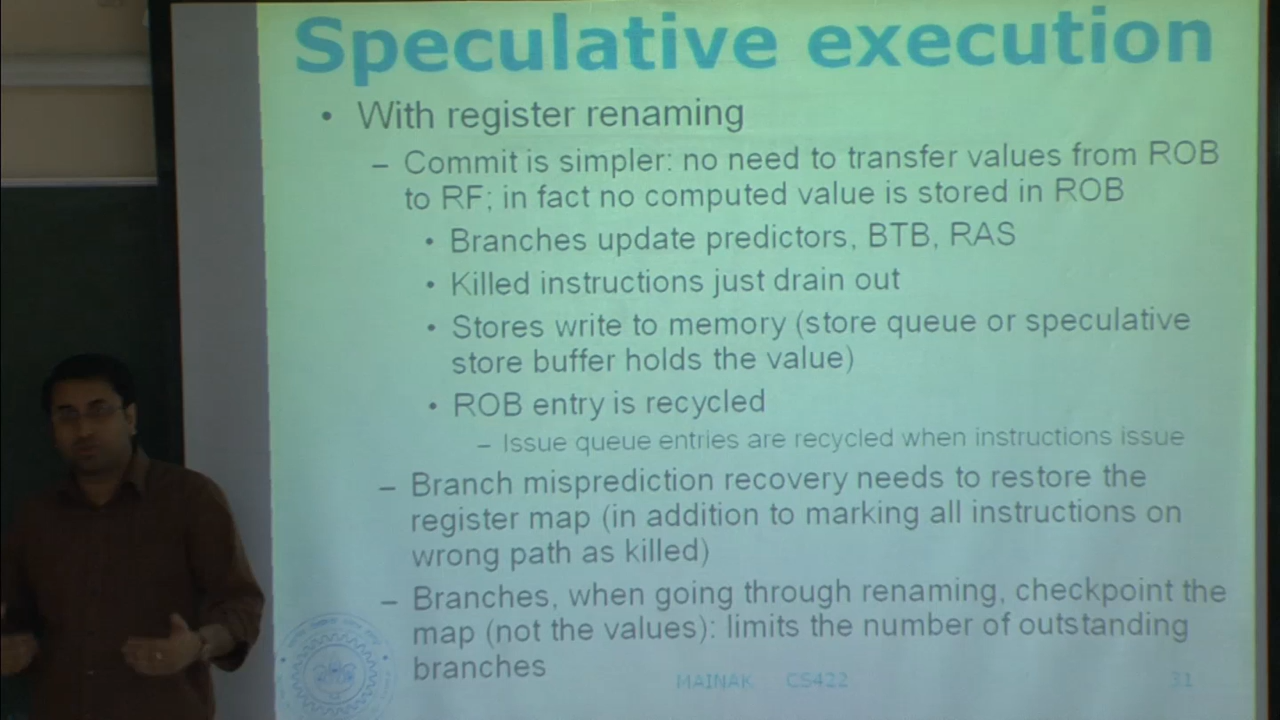 Speculative execution
• With register renaming
– Commit is simpler: no need to transfer values from ROB
to RF; in fact no computed value is stored in ROB
• Branches update predictors, BTB, RAS
• Killed instructions just drain out
• Stores write to memory (store queue or speculative
store buffer holds the value)
• ROB entry is recycled
– Issue queue entries are recycled when instructions issue
– Branch misprediction recovery needs to restore the
register map (in addition to marking all instructions on
wrong path as killed)
– Branches, when going through renaming, checkpoint the
map (not the values): limits the number of outstanding
branches
MAINAK CS422 31